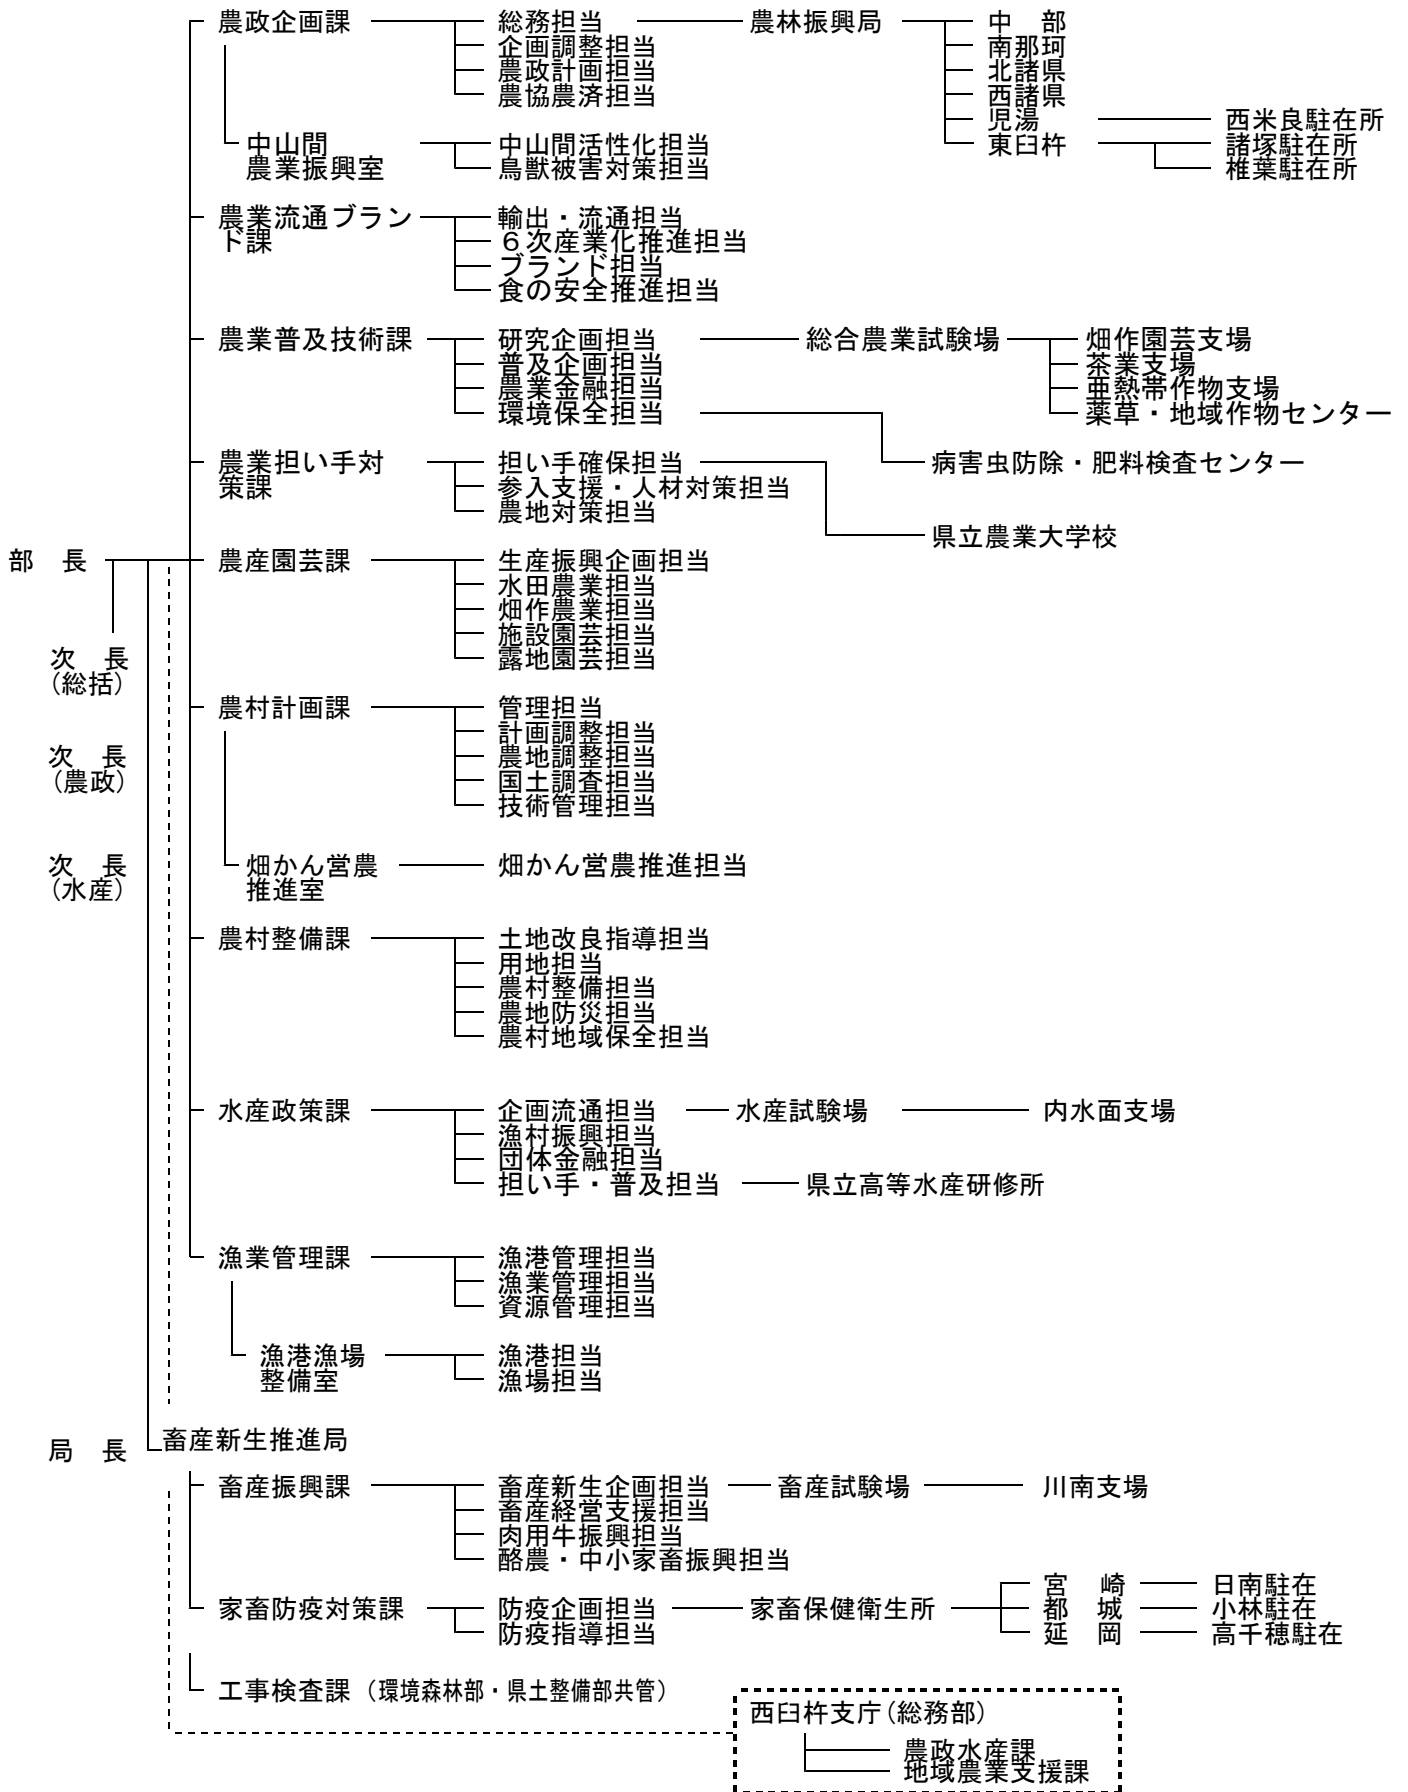 農政企画課 総務担当 農林振興局 中　部
企画調整担当 南那珂
農政計画担当 北諸県
農協農済担当 西諸県
児湯 西米良駐在所
中山間 中山間活性化担当 東臼杵 諸塚駐在所
農業振興室 鳥獣被害対策担当 椎葉駐在所
農業流通ブラン 輸出・流通担当
ド課 ６次産業化推進担当
ブランド担当
食の安全推進担当
農業普及技術課 研究企画担当 総合農業試験場 畑作園芸支場
普及企画担当 茶業支場
農業金融担当 亜熱帯作物支場
環境保全担当 薬草・地域作物センター
農業担い手対 担い手確保担当 病害虫防除・肥料検査センター
策課 参入支援・人材対策担当
農地対策担当
県立農業大学校
部　長 農産園芸課 生産振興企画担当
水田農業担当
畑作農業担当
施設園芸担当
次　長 露地園芸担当
（総括）
農村計画課 管理担当
計画調整担当
次　長 農地調整担当
（農政） 国土調査担当
技術管理担当
次　長 畑かん営農 畑かん営農推進担当
（水産） 推進室
農村整備課 土地改良指導担当
用地担当
農村整備担当
農地防災担当
農村地域保全担当
水産政策課 企画流通担当 水産試験場 内水面支場
漁村振興担当
団体金融担当
担い手・普及担当 県立高等水産研修所
漁業管理課 漁港管理担当
漁業管理担当
資源管理担当
漁港漁場 漁港担当
整備室 漁場担当
局　長 畜産新生推進局
畜産振興課 畜産新生企画担当 畜産試験場 川南支場
畜産経営支援担当
肉用牛振興担当
酪農・中小家畜振興担当
宮　崎 日南駐在
家畜防疫対策課 防疫企画担当 家畜保健衛生所 都　城 小林駐在
防疫指導担当 延　岡 高千穂駐在
工事検査課（環境森林部・県土整備部共管）
西臼杵支庁（総務部）
農政水産課
地域農業支援課